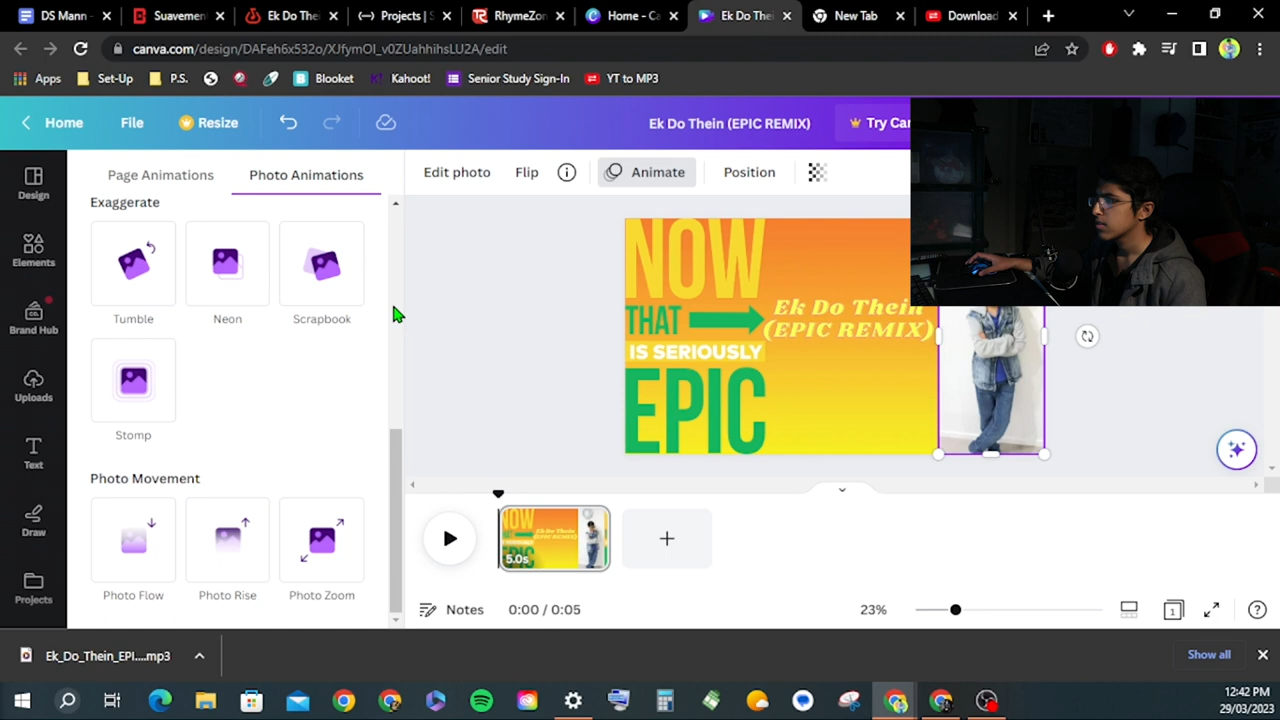 DS Mann -
Suavement
Ek Do The
Projects | S
RhymeZon
Home - Ca
Ek Do The
New Tab
Download
canva.com/design/DAFeh6x532o/XJfymOI_v0ZUahhihsLU2A/edit
Apps
Set-Up
P.S.
Blooket
Kahoot!
Senior Study Sign-In
YT to MP3
Home
File
Resize
Ek Do Thein (EPIC REMIX)
Try Can
Design
Elements
Brand Hub
Uploads
Text
Draw
Projects
Page Animations
Photo Animations
Exaggerate
Tumble
Neon
Scrapbook
Stomp
Photo Movement
Photo Flow
Photo Rise
Photo Zoom
Edit photo
Flip
Animate
Position
NOW
THAT
IS SERIOUSLY
EPIC
Ek Do Thein
(EPIC REMIX)
5.0s
Notes
0:00 / 0:05
23%
1
Ek_Do_Thein_EPI....mp3
Show all
12:42 PM
29/03/2023